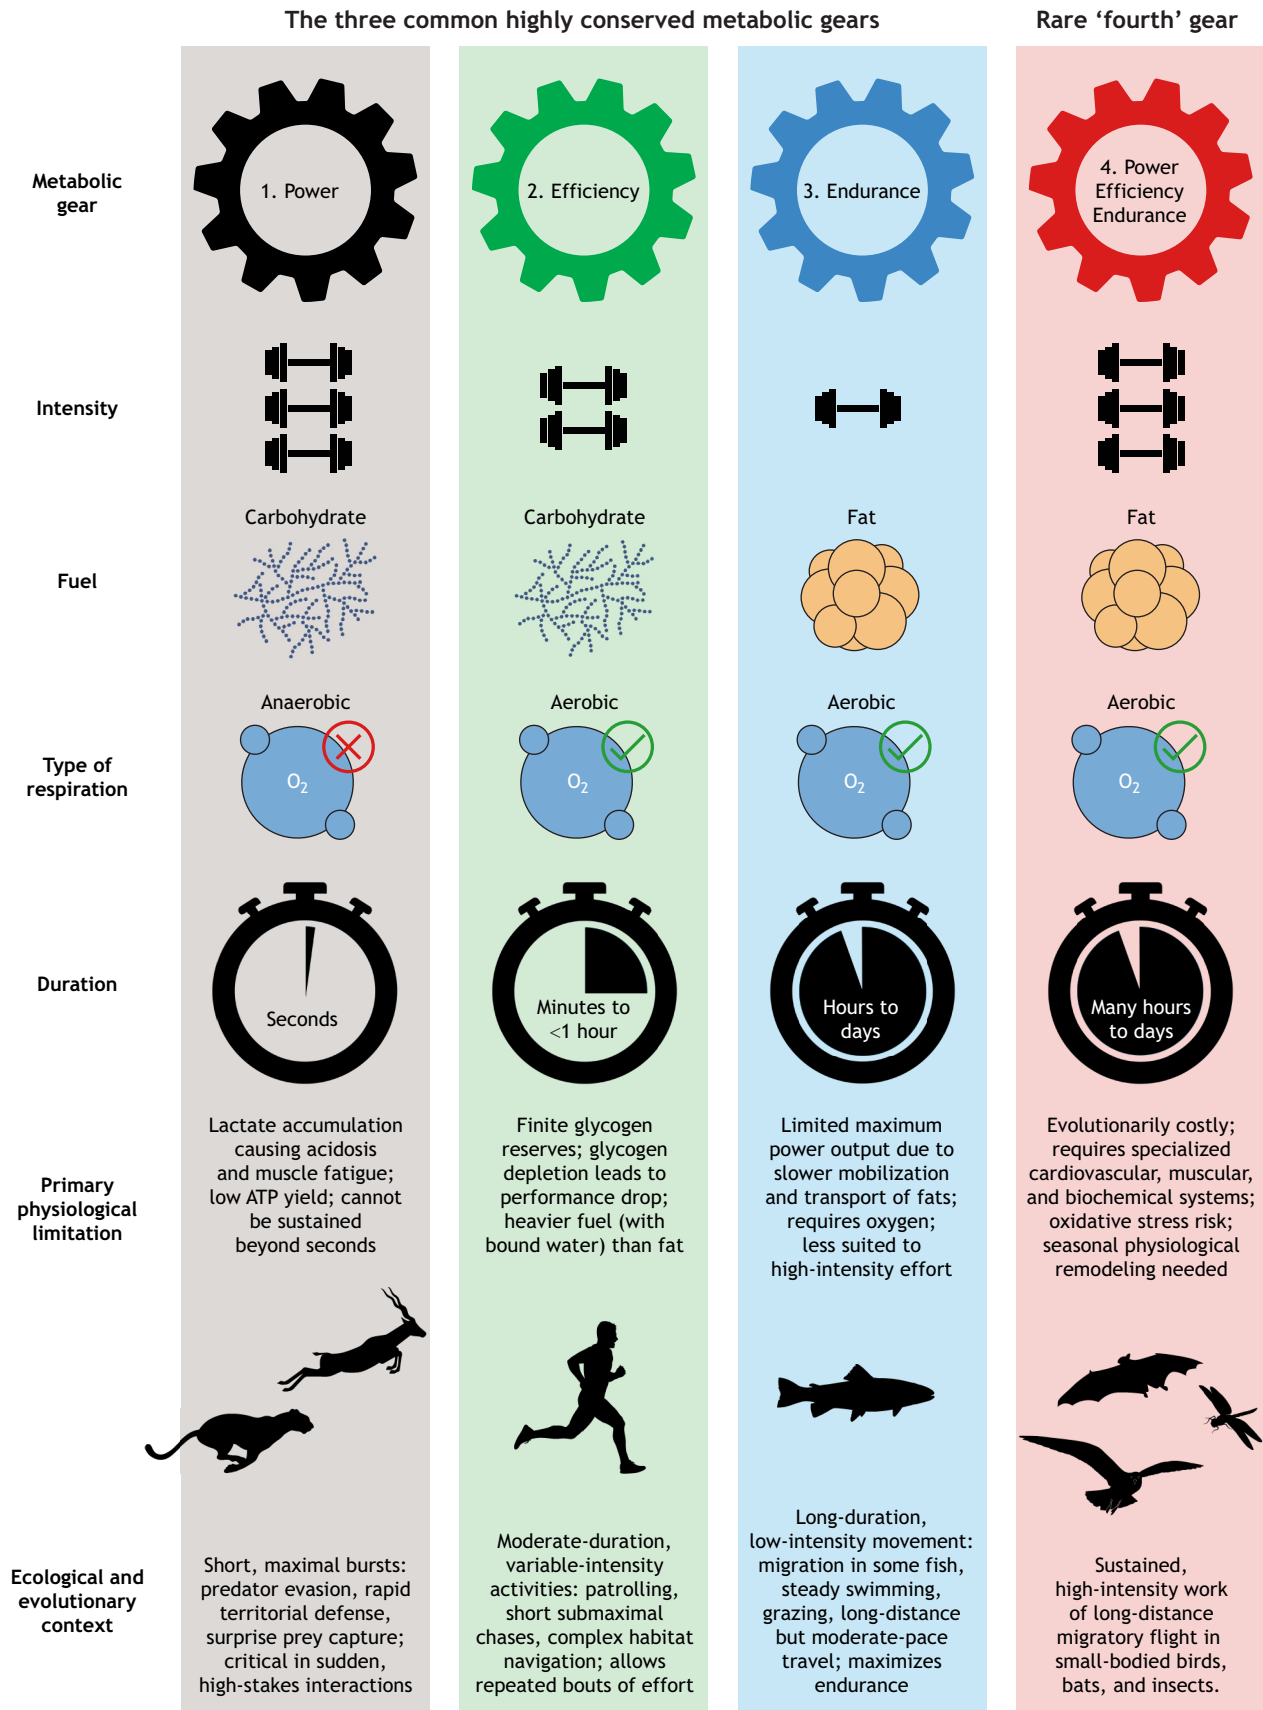 The three common highly conserved metabolic gears
Rare ‘fourth’ gear
Metabolic
gear
1. Power
2. Efficiency
3. Endurance
4. Power
Efficiency
Endurance
Intensity
Fuel
Carbohydrate
Carbohydrate
Fat
Fat
Type of
respiration
Anaerobic
O₂
Aerobic
O₂
Aerobic
O₂
Aerobic
O₂
Duration
Seconds
Minutes to
<1 hour
Hours to
days
Many hours
to days
Primary
physiological
limitation
Lactate accumulation
causing acidosis
and muscle fatigue;
low ATP yield; cannot
be sustained
beyond seconds
Finite glycogen
reserves; glycogen
depletion leads to
performance drop;
heavier fuel (with
bound water) than fat
Limited maximum
power output due to
slower mobilization
and transport of fats;
requires oxygen;
less suited to
high-intensity effort
Evolutionarily costly;
requires specialized
cardiovascular, muscular,
and biochemical systems;
oxidative stress risk;
seasonal physiological
remodeling needed
Ecological and
evolutionary
context
Short, maximal bursts:
predator evasion, rapid
territorial defense,
surprise prey capture;
critical in sudden,
high-stakes interactions
Moderate-duration,
variable-intensity
activities: patrolling,
short submaximal
chases, complex habitat
navigation; allows
repeated bouts of effort
Long-duration,
low-intensity movement:
migration in some fish,
steady swimming,
grazing, long-distance
but moderate-pace
travel; maximizes
endurance
Sustained,
high-intensity work
of long-distance
migratory flight in
small-bodied birds,
bats, and insects.